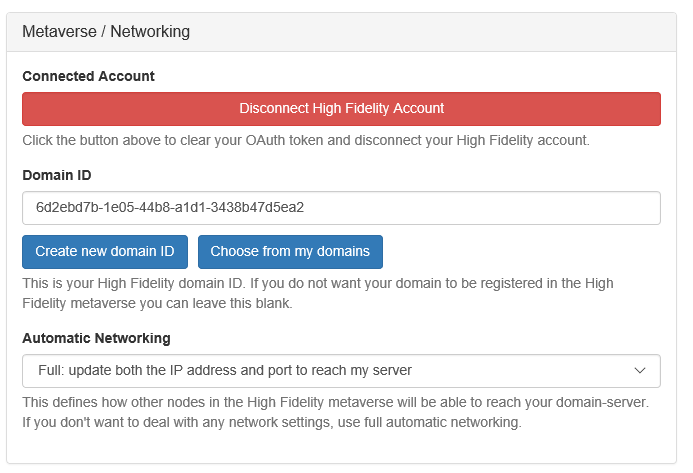 Metaverse / Networking
Connected Account
Disconnect High Fidelity Account
Click the button above to clear your OAuth token and disconnect your High Fidelity account.
Domain ID
6d2ebd7b-1e05-44b8-a1d1-3438b47d5ea2
Create new domain ID
Choose from my domains
This is your High Fidelity domain ID. If you do not want your domain to be registered in the High
Fidelity metaverse you can leave this blank.
Automatic Networking
Full: update both the IP address and port to reach my server
This defines how other nodes in the High Fidelity metaverse will be able to reach your domain-server.
If you don't want to deal with any network settings, use full automatic networking.